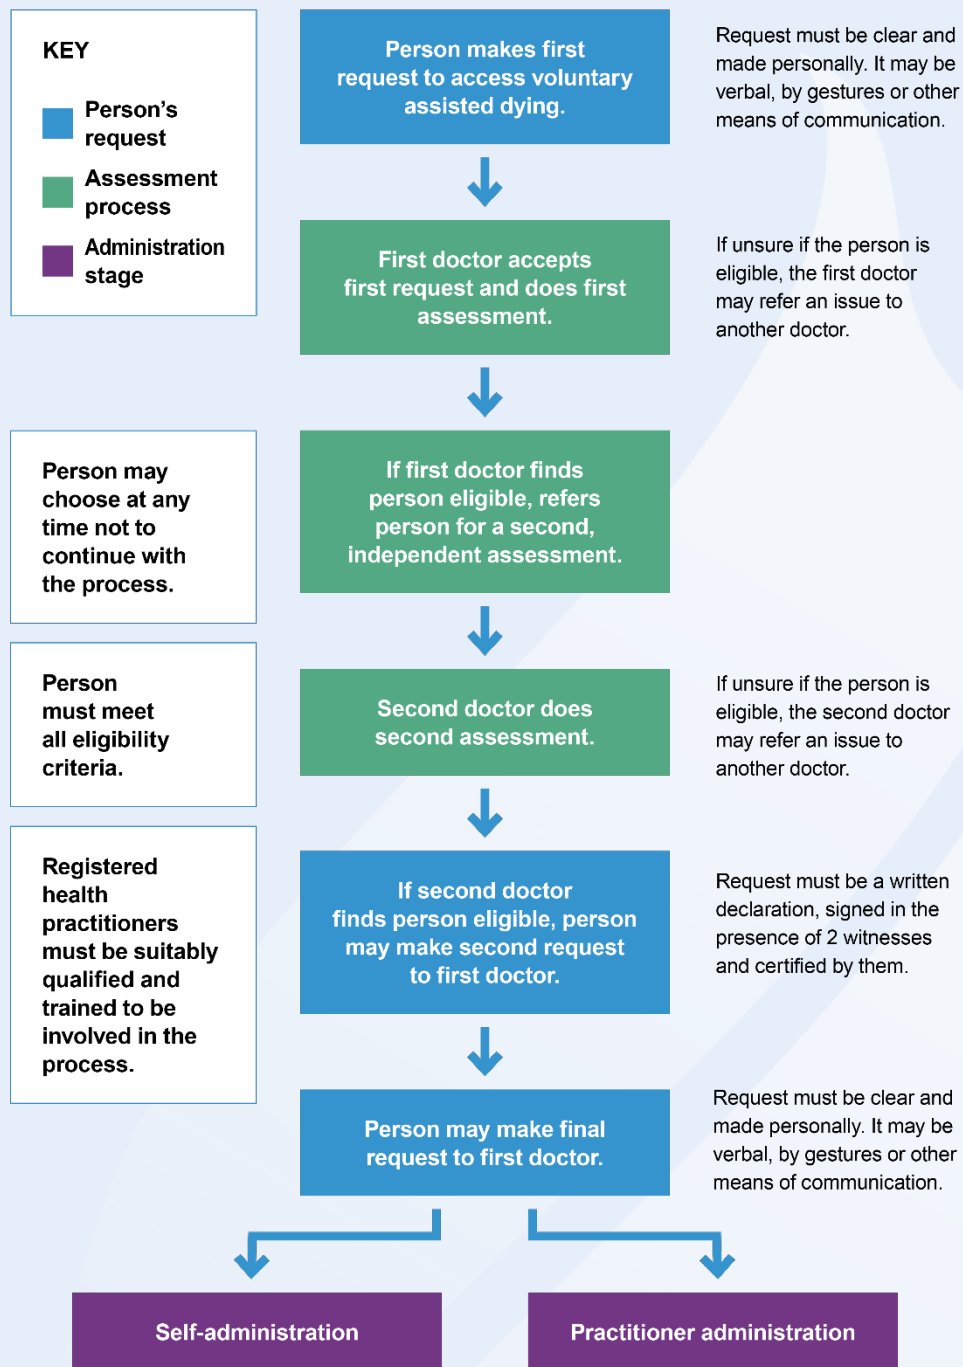 KEY
Person's
request
Assessment
process
Administration
stage
Person makes first
request to access voluntary
assisted dying.
Request must be clear and
made personally. It may be
verbal, by gestures or other
means of communication.
First doctor accepts
first request and does first
assessment.
If unsure if the person is
eligible, the first doctor
may refer an issue to
another doctor.
Person may
choose at any
time not to
continue with
the process.
If first doctor finds
person eligible, refers
person for a second,
independent assessment.
Person
must meet
all eligibility
criteria.
Second doctor does
second assessment.
If unsure if the person is
eligible, the second doctor
may refer an issue to
another doctor.
Registered
health
practitioners
must be suitably
qualified and
trained to be
involved in the
process.
If second doctor
finds person eligible, person
may make second request
to first doctor.
Request must be a written
declaration, signed in the
presence of 2 witnesses
and certified by them.
Person may make final
request to first doctor.
Request must be clear and
made personally. It may be
verbal, by gestures or other
means of communication.
Self-administration
Practitioner administration